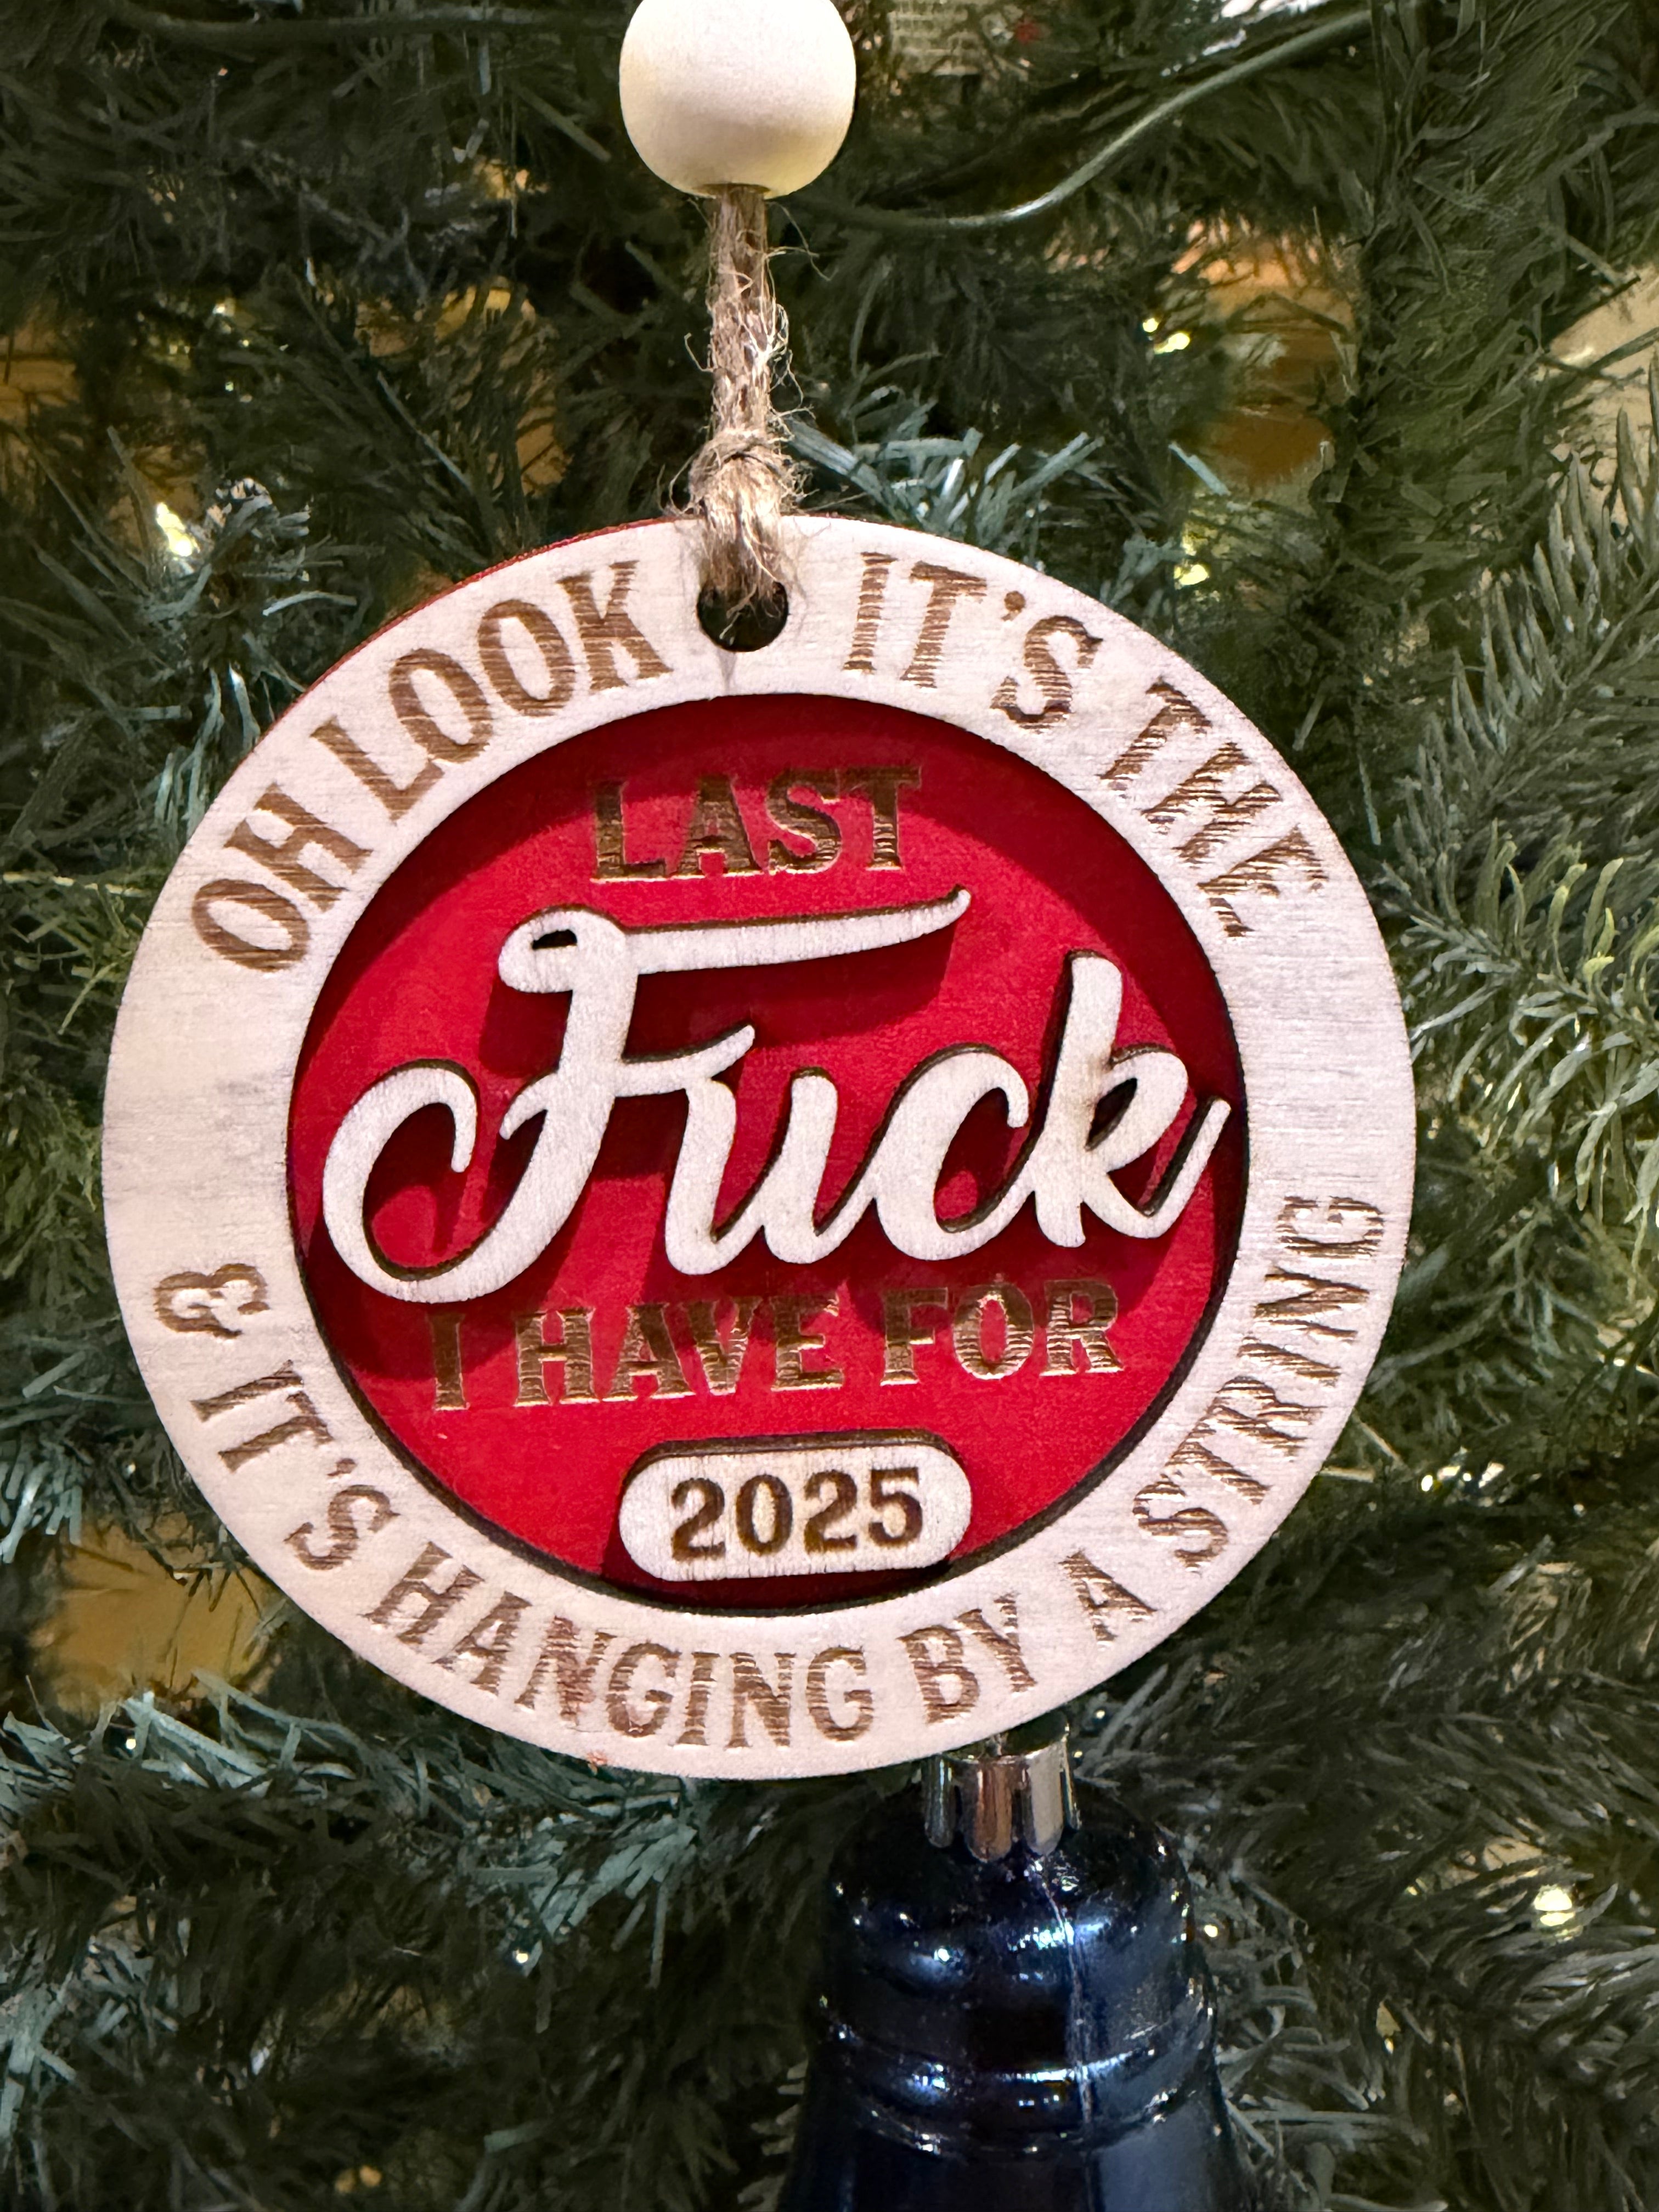 OH LOOK IT'S THE
LAST
Fuck
I HAVE FOR
2025
& IT'S HANGING BY A STRING